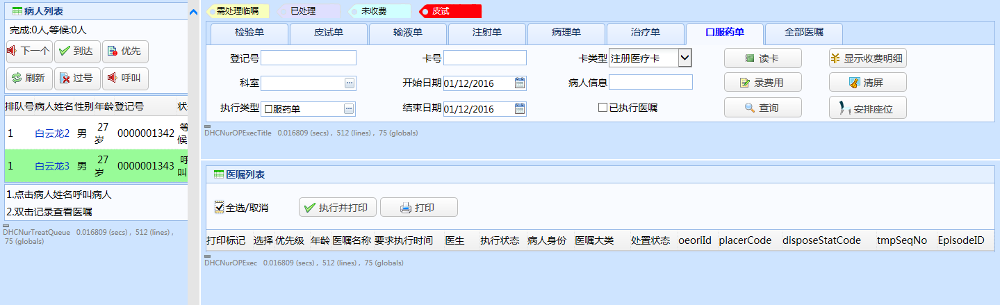 病人列表
完成:0人,等候:0人
下一个 到达 优先
刷新 过号 呼叫
排队号 病人姓名 性别 年龄 登记号 状
1 白云龙2 男 27岁 0000001342 等候
1 白云龙3 男 27岁 0000001343 呼叫
1.点击病人姓名呼叫病人
2.双击记录查看医嘱
DHCNurTreatQueue 0.016809 (secs) , 512 (lines) ,
75 (globals)
需处理临嘱 已处理 未收费 皮试
检验单 皮试单 输液单 注射单 病理单 治疗单 口服药单 全部医嘱
登记号 卡号 卡类型 注册医疗卡 读卡 显示收费明细
科室 开始日期 01/12/2016 病人信息 录费用 清屏
执行类型 口服药单 结束日期 01/12/2016 已执行医嘱 查询 安排座位
DHCNurOPExecTitle 0.016809 (secs) , 512 (lines) , 75 (globals)
医嘱列表
全选/取消 执行并打印 打印
打印标记 选择 优先级 年龄 医嘱名称 要求执行时间 医生 执行状态 病人身份 医嘱大类 处置状态 oeoriId placerCode disposeStatCode tmpSeqNo EpisodeID
DHCNurOPExec 0.016809 (secs) , 512 (lines) , 75 (globals)